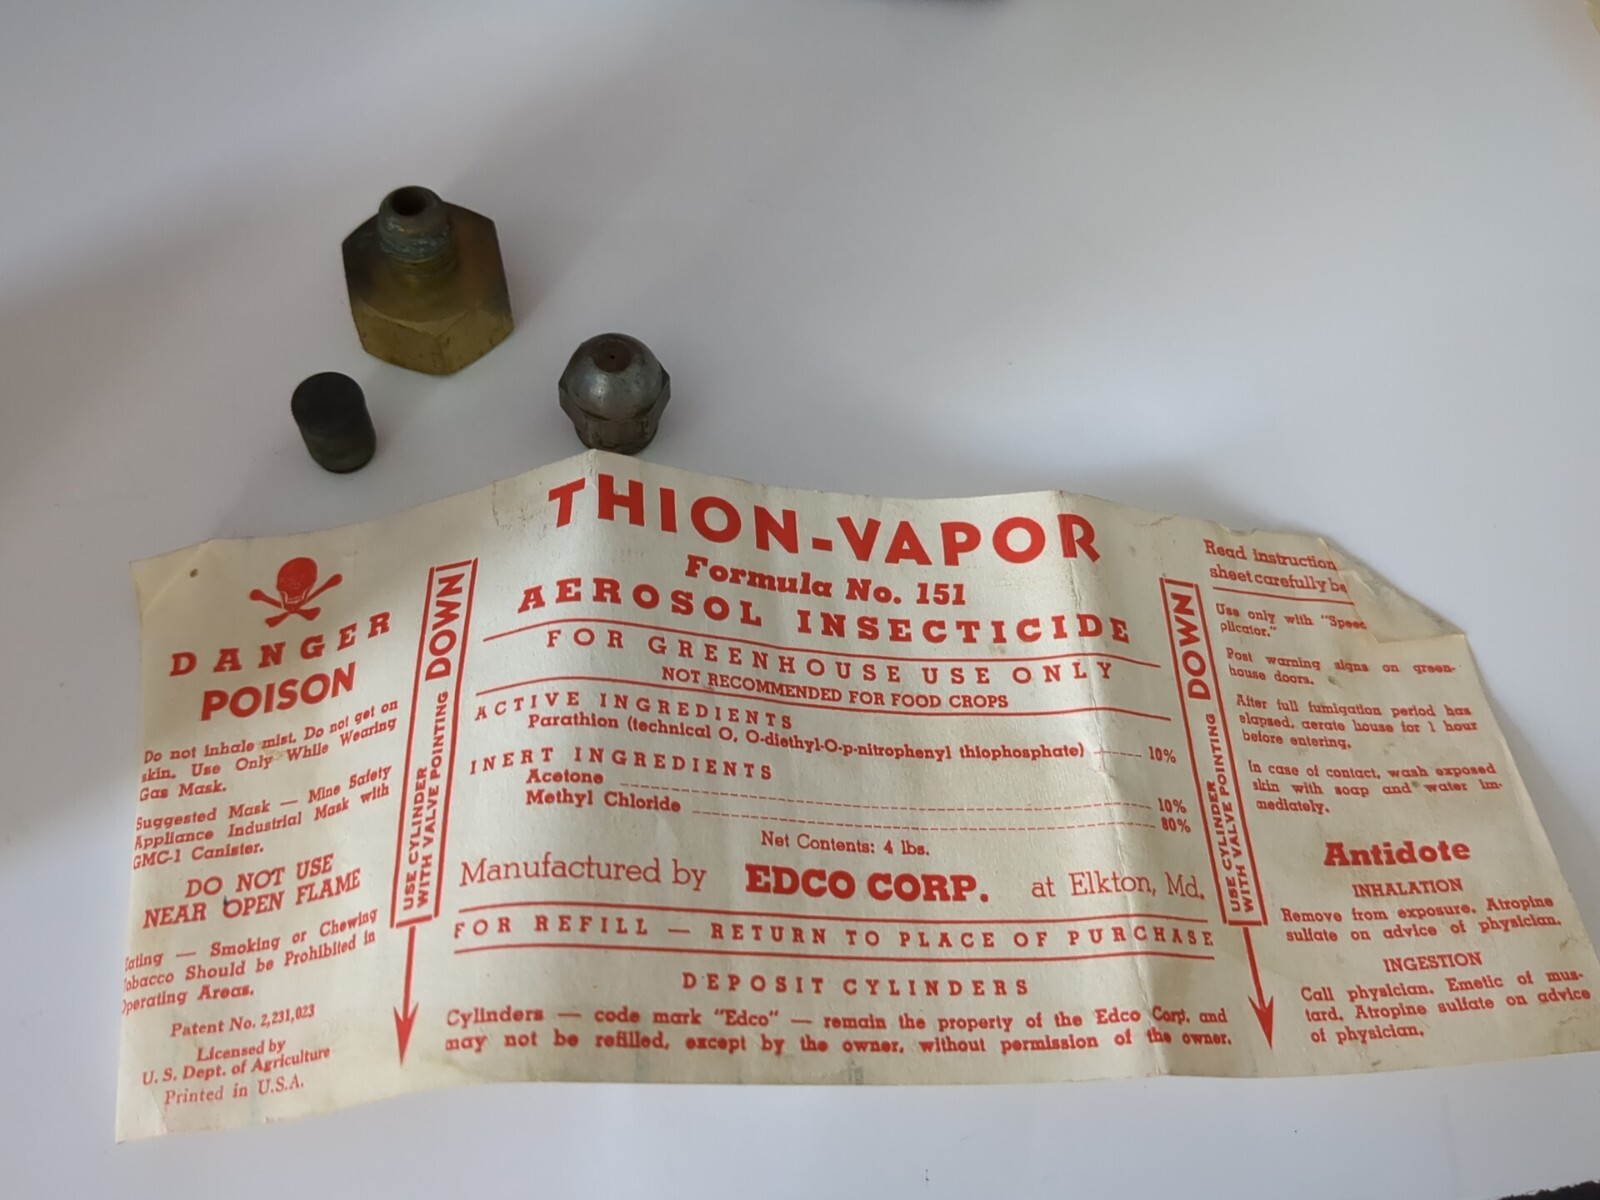 DANGER
POISON
Do not inhale mist. Do not get on
skin. Use Only While Wearing
Gas Mask.
Suggested Mask — Mine Safety
Appliance Industrial Mask with
GMC-1 Canister.
DO NOT USE
NEAR OPEN FLAME
— Smoking or Chewing
Should be Prohibited in
Operating Areas.
Patent No. 2,231,023
Licensed by
U. S. Dept. of Agriculture
Printed in U.S.A.
USE CYLINDER
WITH VALVE POINTING DOWN
THION-VAPOR
Formula No. 151
AEROSOL INSECTICIDE
FOR GREENHOUSE USE ONLY
NOT RECOMMENDED FOR FOOD CROPS
ACTIVE INGREDIENTS
Parathion (technical O, O-diethyl-O-p-nitrophenyl thiophosphate) 10%
INERT INGREDIENTS
Acetone 10%
Methyl Chloride 80%
Net Contents: 4 lbs.
Manufactured by EDCO CORP. at Elkton, Md.
FOR REFILL — RETURN TO PLACE OF PURCHASE
DEPOSIT CYLINDERS
Cylinders — code mark "Edco" — remain the property of the Edco Corp. and
may not be refilled, except by the owner, without permission of the owner.
USE CYLINDER
WITH VALVE POINTING DOWN
Read instruction
sheet carefully be
Use only with "Speed
plicator."
Post warning signs on green-
house doors.
After full fumigation period has
elapsed, aerate house for 1 hour
before entering.
In case of contact, wash exposed
skin with soap and water im-
mediately.
Antidote
INHALATION
Remove from exposure. Atropine
sulfate on advice of physician.
INGESTION
Call physician. Emetic of mus-
tard. Atropine sulfate on advice
of physician.